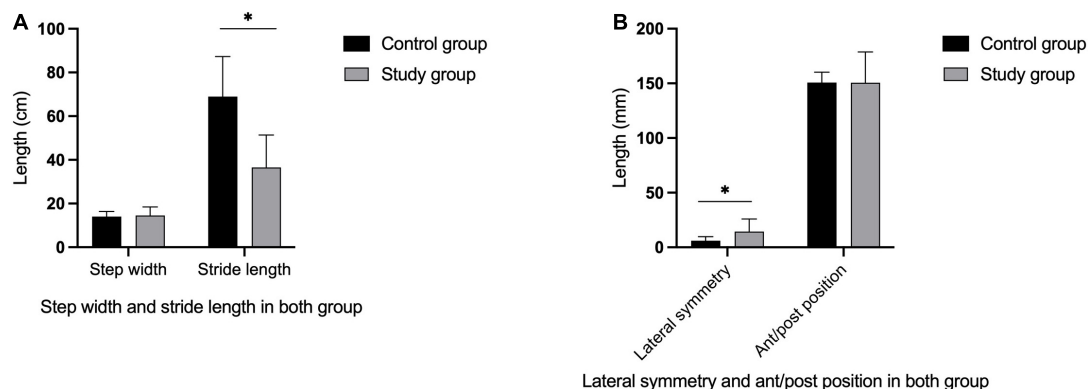 A
Length (cm)
100
80
60
40
20
0
*
Step width
Stride length
Step width and stride length in both group
Control group
Study group
B
Length (mm)
200
150
100
50
0
*
Lateral symmetry
Ant/post position
Lateral symmetry and ant/post position in both group
Control group
Study group